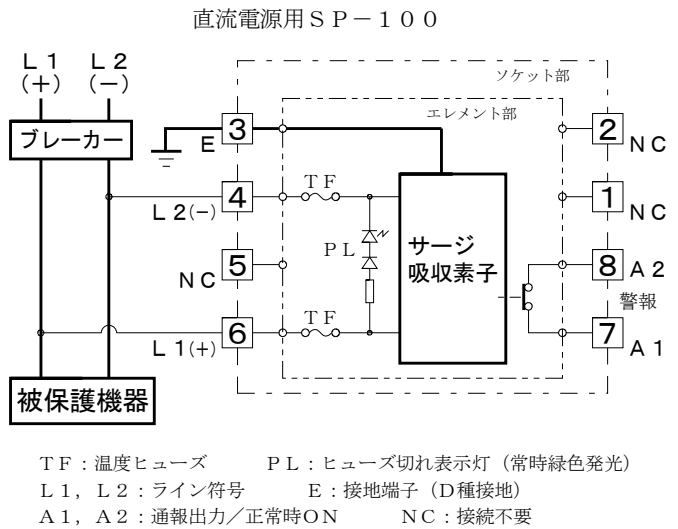 直流電源用ＳＰ－１００
Ｌ１ Ｌ２
(＋) (－)
ソケット部
エレメント部
ブレーカー
3
E
2
ＮＣ
4
ＴＦ
Ｌ２(−)
1
ＮＣ
ＰＬ
サージ
吸収素子
5
ＮＣ
8
Ａ２
警報
6
ＴＦ
Ｌ１(+)
7
Ａ１
被保護機器
ＴＦ：温度ヒューズ ＰＬ：ヒューズ切れ表示灯（常時緑色発光）
Ｌ１，Ｌ２：ライン符号 Ｅ：接地端子（Ｄ種接地）
Ａ１，Ａ２：通報出力／正常時ＯＮ ＮＣ：接続不要